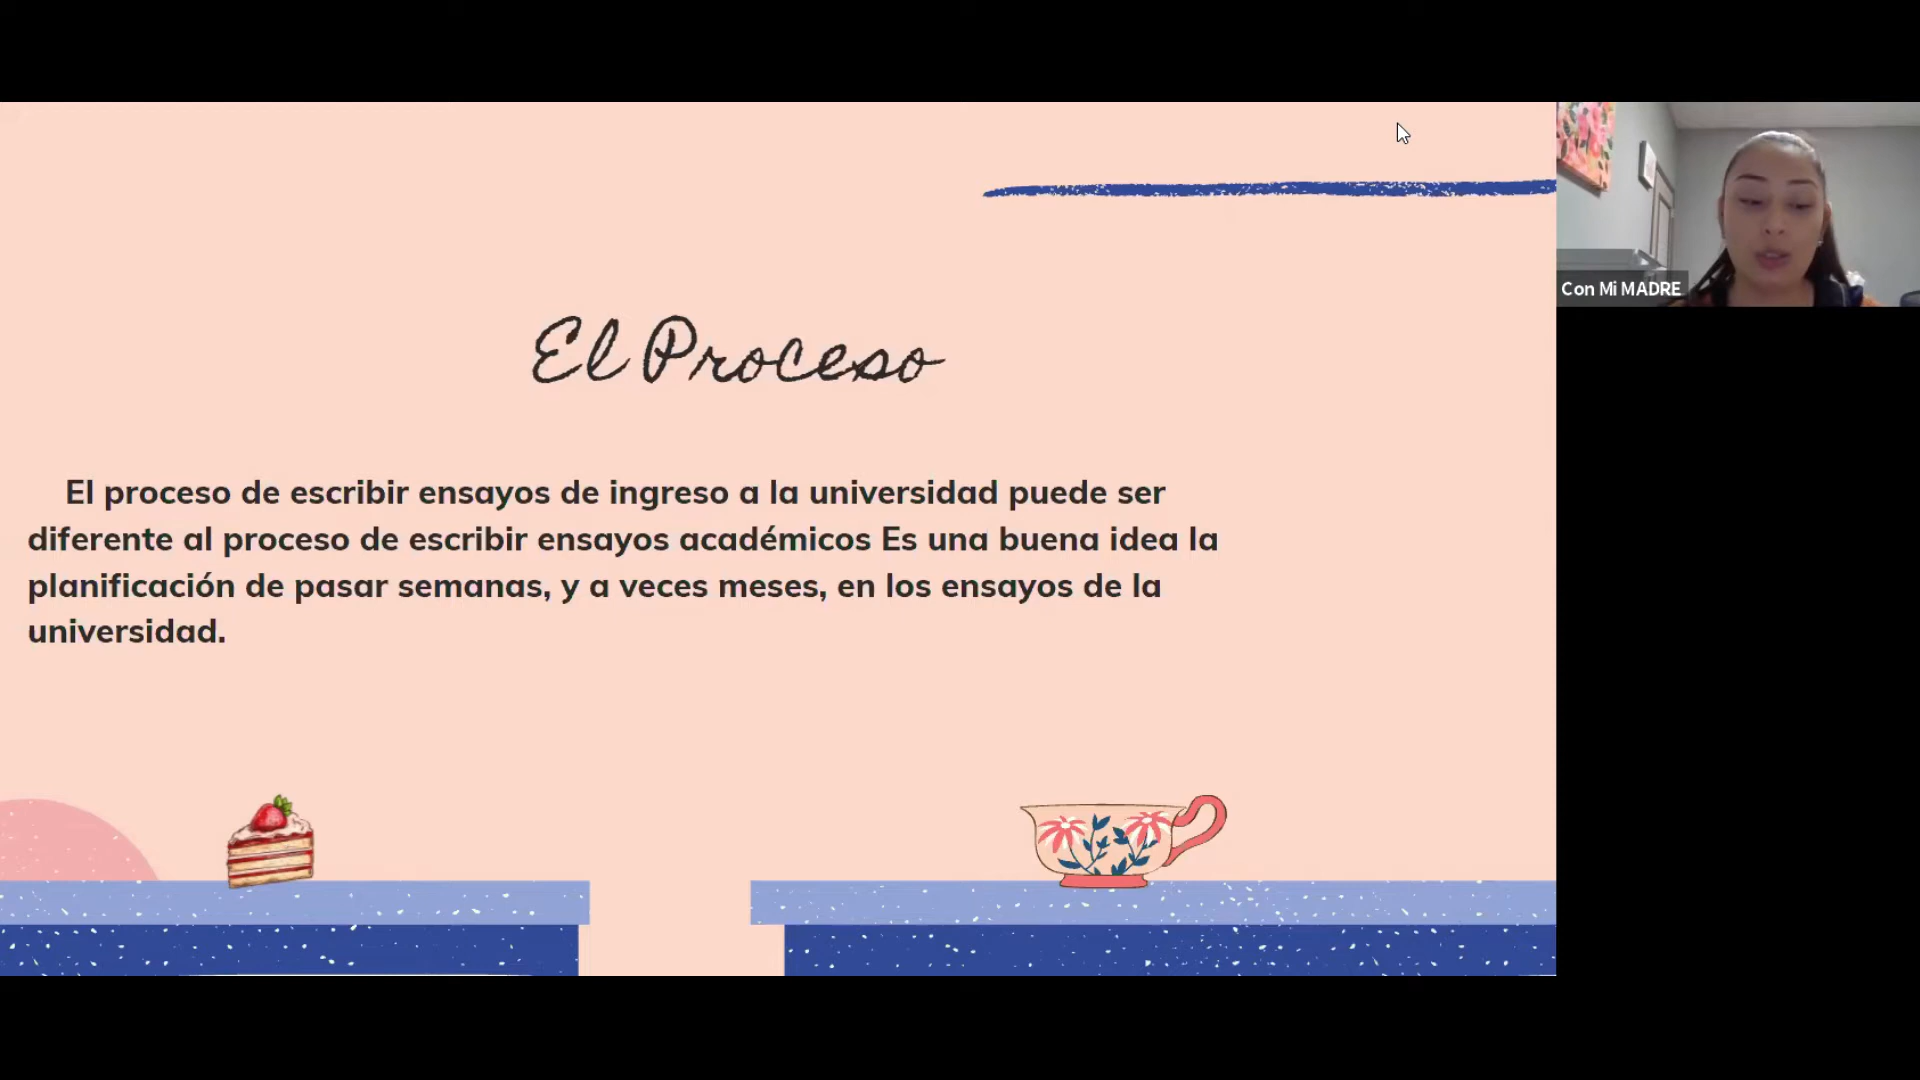 El Proceso
El proceso de escribir ensayos de ingreso a la universidad puede ser
diferente al proceso de escribir ensayos académicos Es una buena idea la
planificación de pasar semanas, y a veces meses, en los ensayos de la
universidad.
Con Mi MADRE